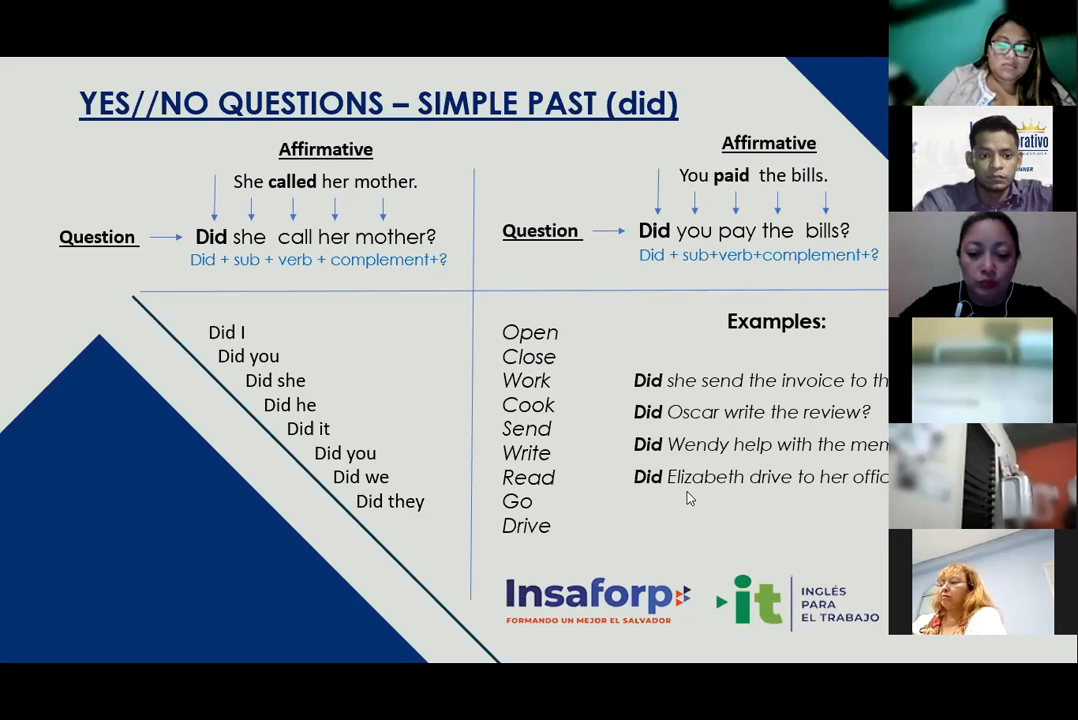 YES//NO QUESTIONS – SIMPLE PAST (did)
Affirmative
She called her mother.
Question
Did she call her mother?
Did + sub + verb + complement+?
Affirmative
You paid the bills.
Question
Did you pay the bills?
Did + sub+verb+complement+?
Did I
Did you
Did she
Did he
Did it
Did you
Did we
Did they
Open
Close
Work
Cook
Send
Write
Read
Go
Drive
Examples:
Did she send the invoice to
Did Oscar write the review?
Did Wendy help with the
Did Elizabeth drive to her
Insaforp
FORMANDO UN MEJOR EL SALVADOR
it
INGLÉS
PARA
EL TRABAJO